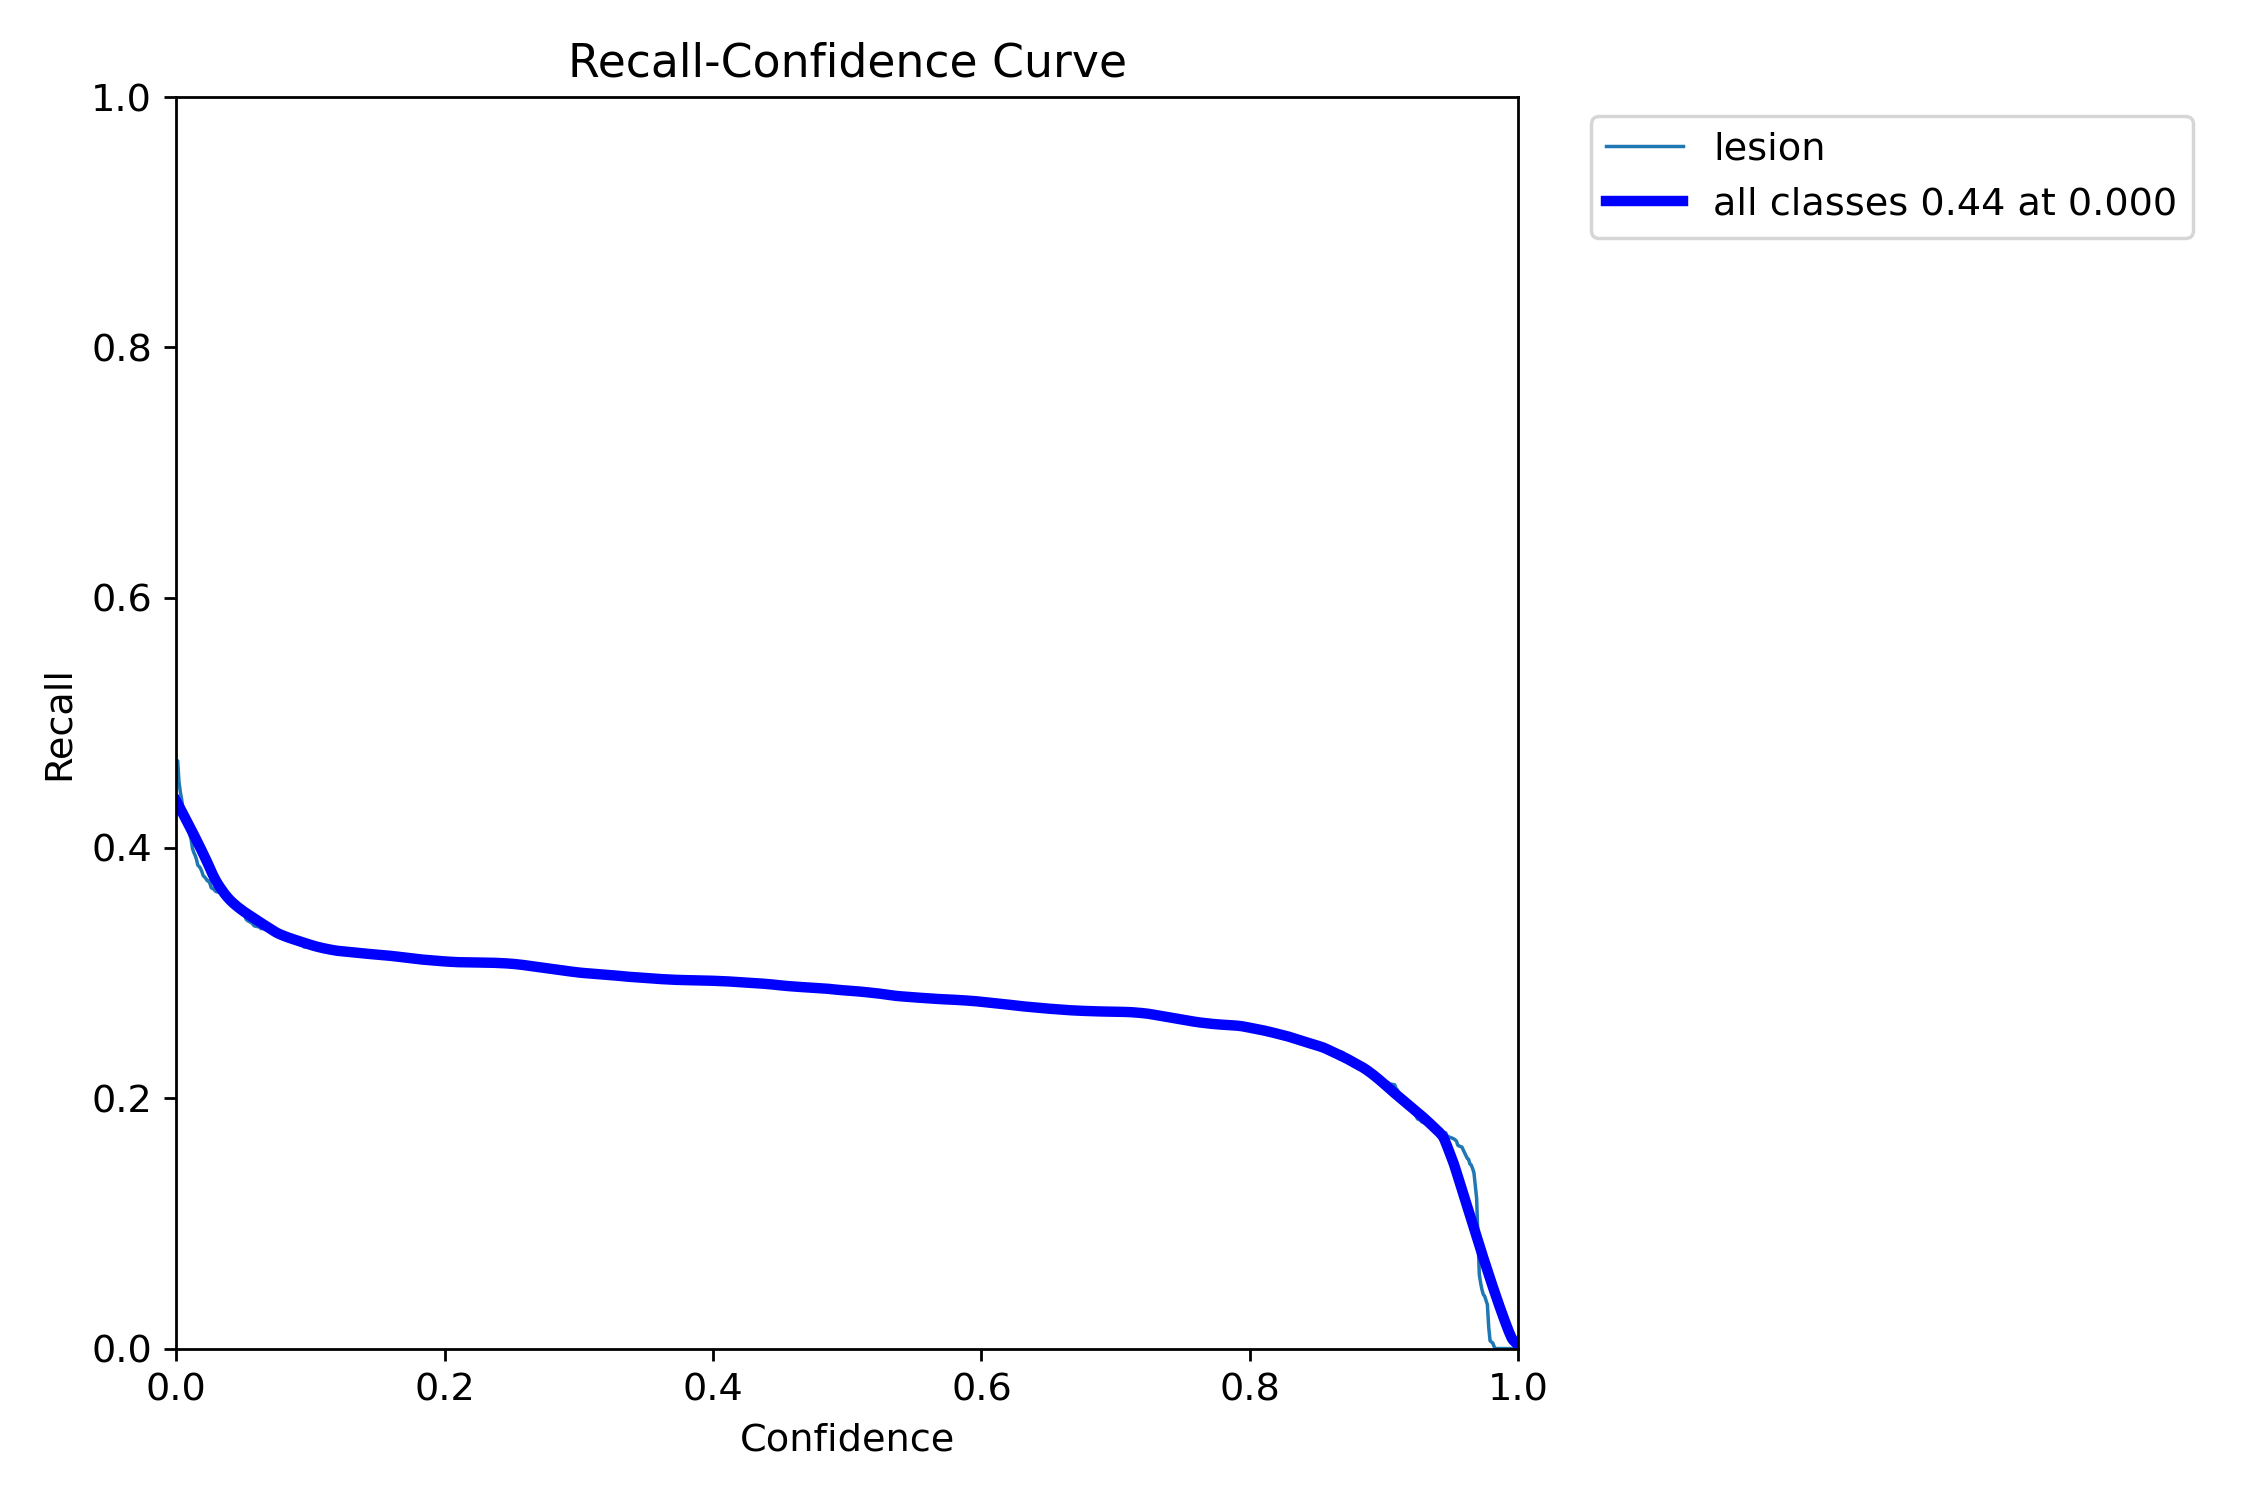 Recall-Confidence Curve
1.0
0.8
0.6
0.4
0.2
0.0
Recall
0.0 0.2 0.4 0.6 0.8 1.0
Confidence
lesion
all classes 0.44 at 0.000